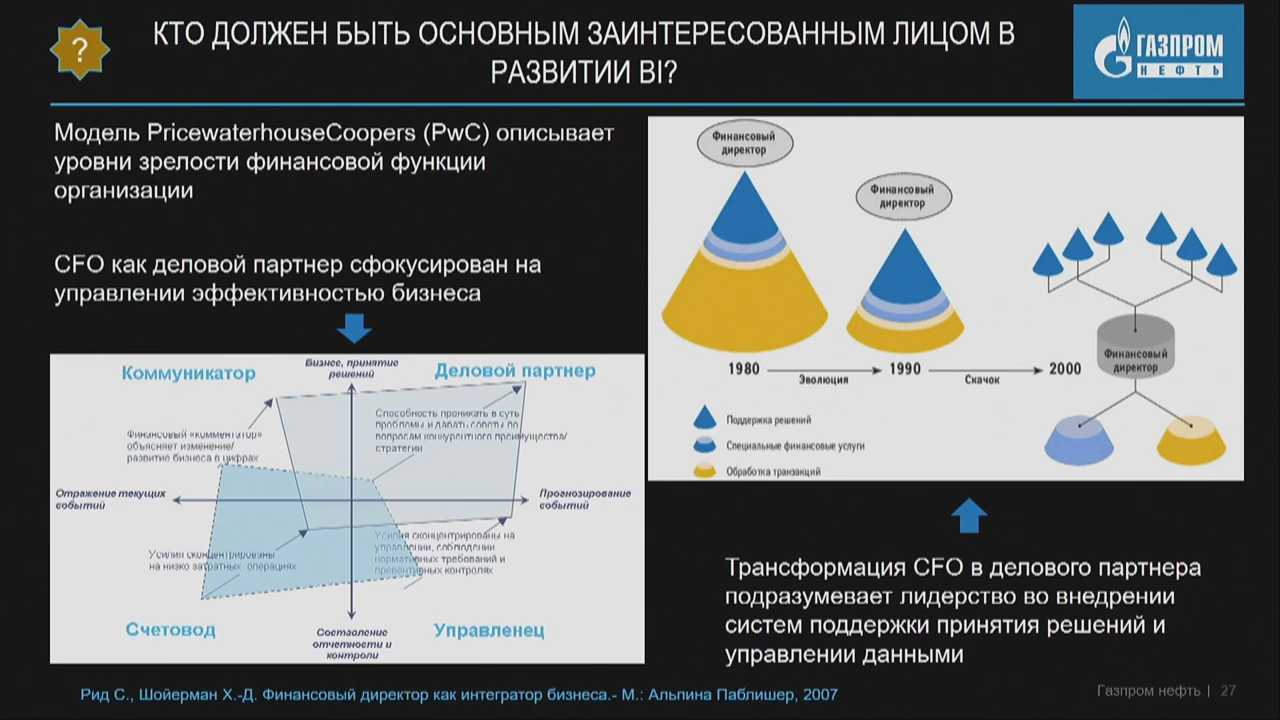 ?
КТО ДОЛЖЕН БЫТЬ ОСНОВНЫМ ЗАИНТЕРЕСОВАННЫМ ЛИЦОМ В
РАЗВИТИИ BI?
ГАЗПРОМ
НЕФТЬ
Модель PricewaterhouseCoopers (PwC) описывает
уровни зрелости финансовой функции
организации
CFO как деловой партнер сфокусирован на
управлении эффективностью бизнеса
Коммуникатор
Бизнес, принятие
решений
Деловой партнер
Способность проникать в суть
проблемы и давать советы по
вопросам конкурентного преимущества/
стратегии
Финансовый «комментатор»
объясняет изменение/
развитие бизнеса в цифрах
Отражение текущих
событий
Прогнозирование
событий
Усилия сконцентрированы
на низко затратных операциях
Усилия сконцентрированы на
управлении, соблюдении
нормативных требований и
превентивных контролях
Счетовод
Составление
отчетности и
контроли
Управленец
Финансовый
директор
Финансовый
директор
Финансовый
директор
1980
Эволюция
1990
Скачок
2000
Поддержка решений
Специальные финансовые услуги
Обработка транзакций
Трансформация CFO в делового партнера
подразумевает лидерство во внедрении
систем поддержки принятия решений и
управлении данными
Рид С., Шойерман Х.-Д. Финансовый директор как интегратор бизнеса.- М.: Альпина Паблишер, 2007
Газпром нефть | 27